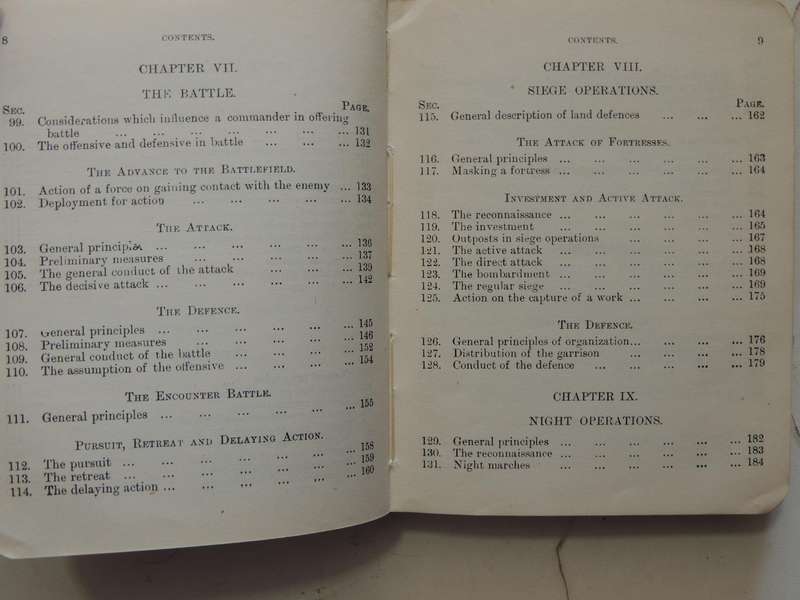 8
CONTENTS.
CHAPTER VII.
THE BATTLE.
SEC. PAGE.
99. Considerations which influence a commander in offering
battle ... ... ... ... ... ... ... 131
100. The offensive and defensive in battle ... ... ... 132
THE ADVANCE TO THE BATTLEFIELD.
101. Action of a force on gaining contact with the enemy ... 133
102. Deployment for action ... ... ... ... ... 134
THE ATTACK.
103. General principles ... ... ... ... ... ... 136
104. Preliminary measures ... ... ... ... ... 137
105. The general conduct of the attack ... ... ... ... 139
106. The decisive attack ... ... ... ... ... ... 142
THE DEFENCE.
107. General principles ... ... ... ... ... ... 145
108. Preliminary measures ... ... ... ... ... 146
109. General conduct of the battle ... ... ... ... 152
110. The assumption of the offensive ... ... ... ... 154
THE ENCOUNTER BATTLE.
111. General principles ... ... ... ... ... ... 155
PURSUIT, RETREAT AND DELAYING ACTION.
112. The pursuit ... ... ... ... ... ... ... 158
113. The retreat ... ... ... ... ... ... ... 159
114. The delaying action ... ... ... ... ... ... 160
CONTENTS.
9
CHAPTER VIII.
SIEGE OPERATIONS.
SEC. PAGE.
115. General description of land defences ... ... ... 162
THE ATTACK OF FORTRESSES.
116. General principles ... ... ... ... ... ... 163
117. Masking a fortress ... ... ... ... ... ... 164
INVESTMENT AND ACTIVE ATTACK.
118. The reconnaissance ... ... ... ... ... ... 164
119. The investment ... ... ... ... ... ... 165
120. Outposts in siege operations ... ... ... ... 167
121. The active attack ... ... ... ... ... ... 168
122. The direct attack ... ... ... ... ... ... 168
123. The bombardment ... ... ... ... ... ... 169
124. The regular siege ... ... ... ... ... ... 169
125. Action on the capture of a work ... ... ... ... 175
THE DEFENCE.
126. General principles of organization... ... ... ... 176
127. Distribution of the garrison ... ... ... ... 178
128. Conduct of the defence ... ... ... ... ... 179
CHAPTER IX.
NIGHT OPERATIONS.
129. General principles ... ... ... ... ... ... 182
130. The reconnaissance ... ... ... ... ... ... 183
131. Night marches ... ... ... ... ... ... 184